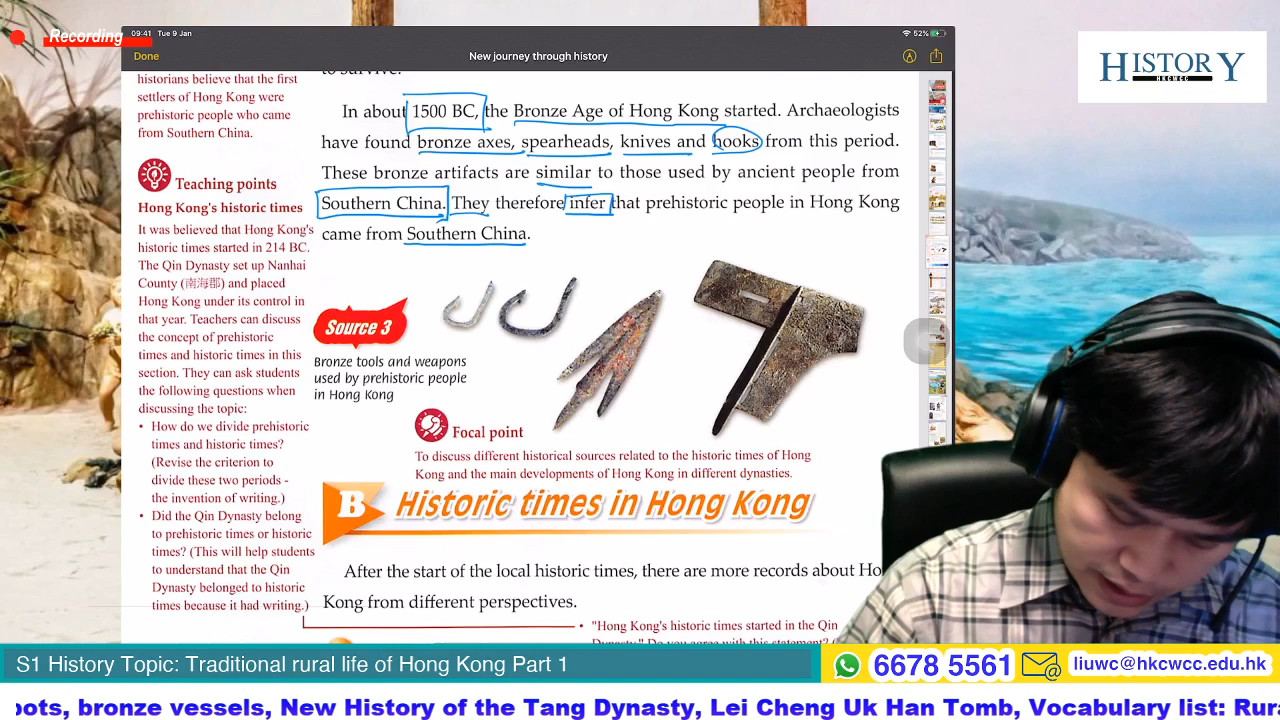 Recording
09:41 Tue 9 Jan
52%
Done
New journey through history
HISTORY
HKCWCC
historians believe that the first
settlers of Hong Kong were
prehistoric people who came
from Southern China.
Teaching points
Hong Kong's historic times
It was believed that Hong Kong's
historic times started in 214 BC.
The Qin Dynasty set up Nanhai
County (南海郡) and placed
Hong Kong under its control in
that year. Teachers can discuss
the concept of prehistoric
times and historic times in this
section. They can ask students
the following questions when
discussing the topic:
• How do we divide prehistoric
times and historic times?
(Revise the criterion to
divide these two periods -
the invention of writing.)
• Did the Qin Dynasty belong
to prehistoric times or historic
times? (This will help students
to understand that the Qin
Dynasty belonged to historic
times because it had writing.)
to survive.
In about 1500 BC, the Bronze Age of Hong Kong started. Archaeologists
have found bronze axes, spearheads, knives and hooks from this period.
These bronze artifacts are similar to those used by ancient people from
Southern China. They therefore infer that prehistoric people in Hong Kong
came from Southern China.
Source 3
Bronze tools and weapons
used by prehistoric people
in Hong Kong
Focal point
To discuss different historical sources related to the historic times of Hong
Kong and the main developments of Hong Kong in different dynasties.
B Historic times in Hong Kong
After the start of the local historic times, there are more records about Ho
Kong from different perspectives.
• "Hong Kong's historic times started in the Qin
Dynasty." Do you agree with this statement? (
S1 History Topic: Traditional rural life of Hong Kong Part 1
6678 5561
liuwc@hkcwcc.edu.hk
pots, bronze vessels, New History of the Tang Dynasty, Lei Cheng Uk Han Tomb, Vocabulary list: Rura